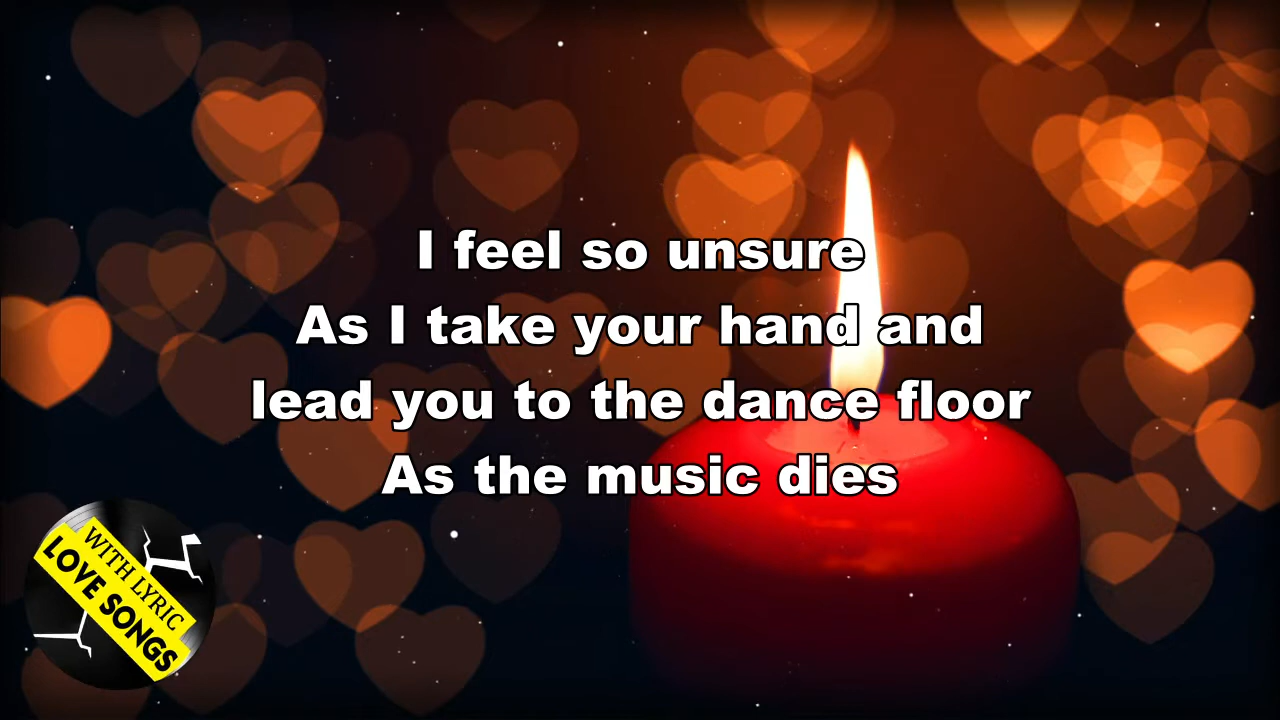 I feel so unsure
As I take your hand and
lead you to the dance floor
As the music dies
WITH LYRIC
LOVE SONGS